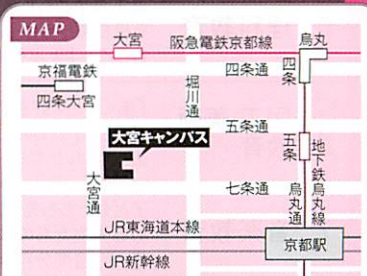 MAP
大宮
阪急電鉄京都線
烏丸
京福電鉄
四条大宮
四条通
四条
堀川通
大宮キャンパス
五条通
五条
地下鉄烏丸線
大宮通
七条通
烏丸通
JR東海道本線
京都駅
JR新幹線